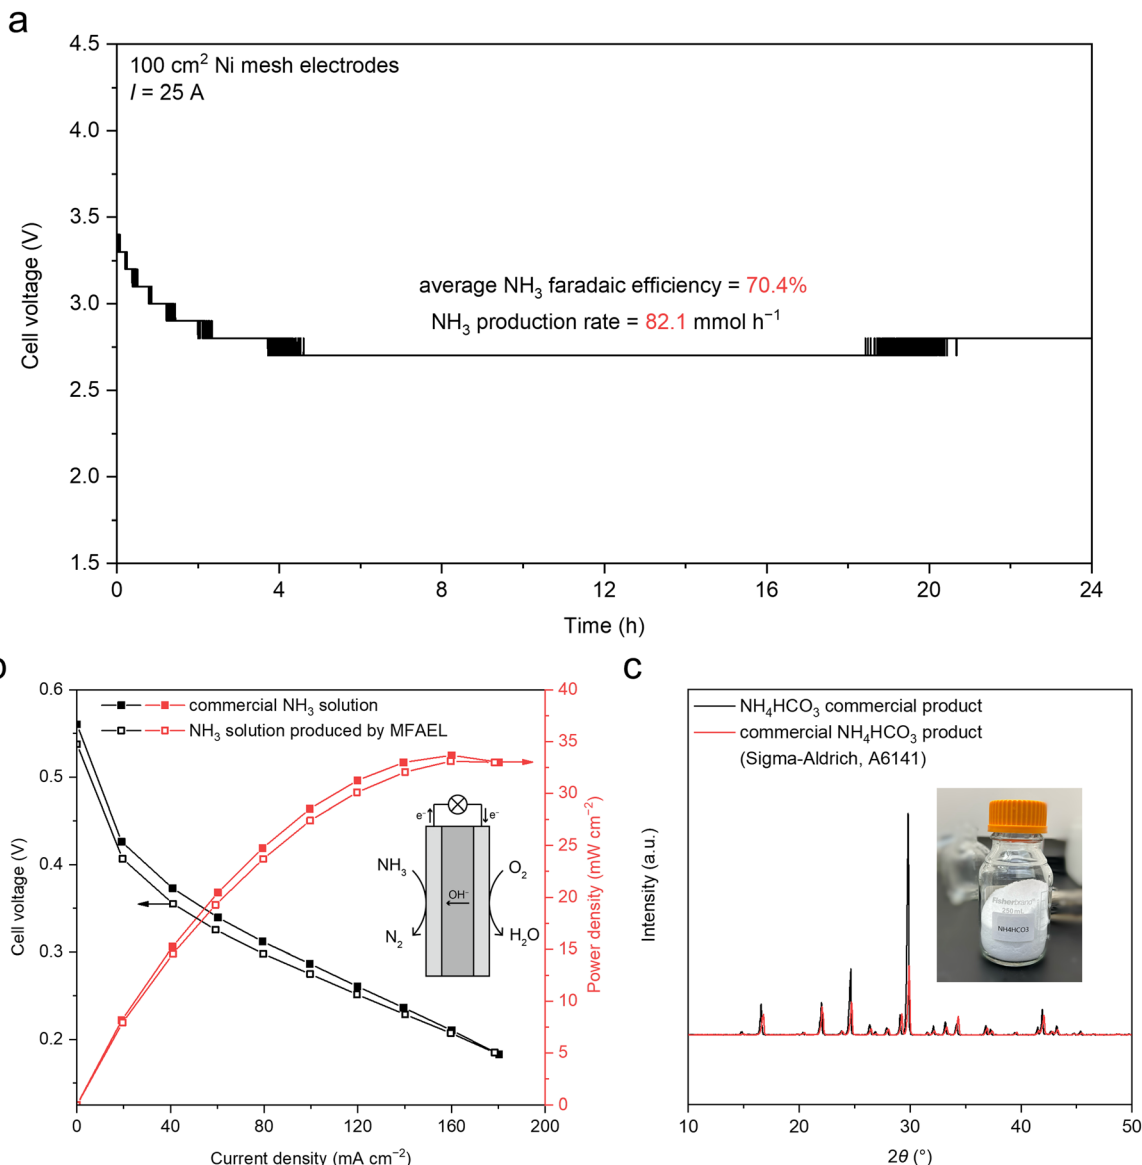 a
4.5
4.0
3.5
3.0
2.5
2.0
1.5
Cell voltage (V)
100 cm² Ni mesh electrodes
I = 25 A
average NH₃ faradaic efficiency = 70.4%
NH₃ production rate = 82.1 mmol h⁻¹
0 4 8 12 16 20 24
Time (h)
0.6
0.5
0.4
0.3
0.2
Cell voltage (V)
commercial NH₃ solution
NH₃ solution produced by MFAEL
e⁻ e⁻
NH₃ O₂
OH⁻
N₂ H₂O
40
35
30
25
20
15
10
5
0
Power density (mW cm⁻²)
0 40 80 120 160 200
Current density (mA cm⁻²)
c
Intensity (a.u.)
NH₄HCO₃ commercial product
commercial NH₄HCO₃ product
(Sigma-Aldrich, A6141)
Fisherbrand
250 mL
NH4HCO3
10 20 30 40 50
2θ (°)